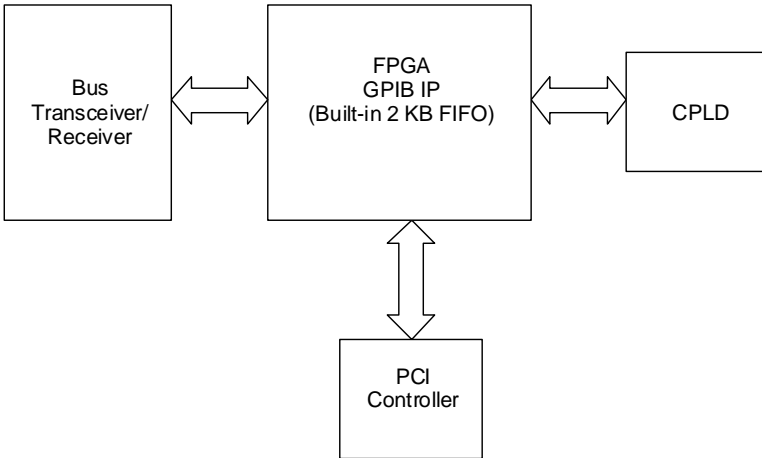 Bus
Transceiver/
Receiver
FPGA
GPIB IP
(Built-in 2 KB FIFO)
CPLD
PCI
Controller